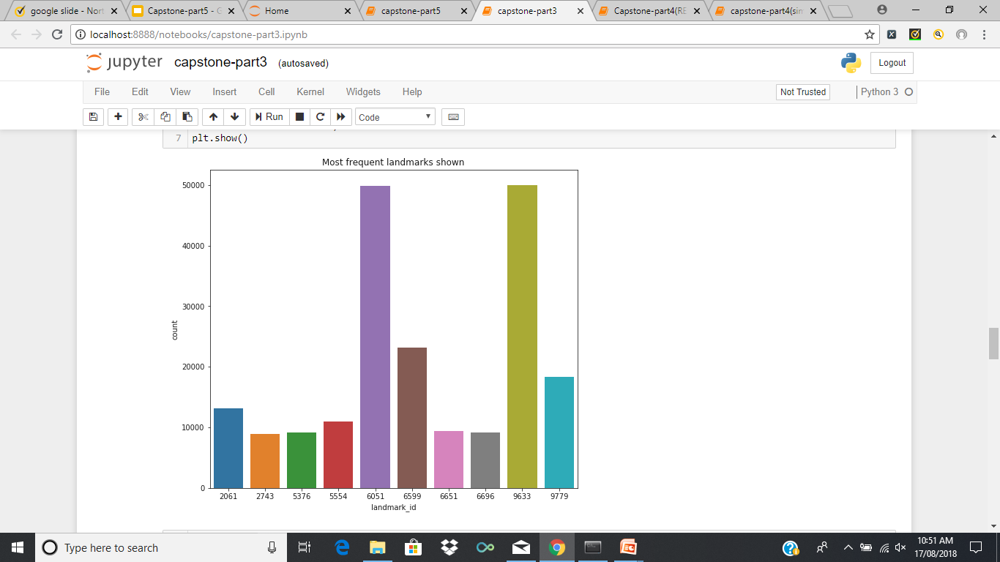 google slide - Nort
Capstone-part5 - G
Home
capstone-part5
capstone-part3
Capstone-part4(RE
capstone-part4(sim
localhost:8888/notebooks/capstone-part3.ipynb
jupyter capstone-part3 (autosaved)
Logout
File Edit View Insert Cell Kernel Widgets Help
Not Trusted
Python 3
Run
Code
7 plt.show()
Most frequent landmarks shown
50000
40000
30000
20000
10000
0
count
2061 2743 5376 5554 6051 6599 6651 6696 9633 9779
landmark_id
Type here to search
10:51 AM
17/08/2018